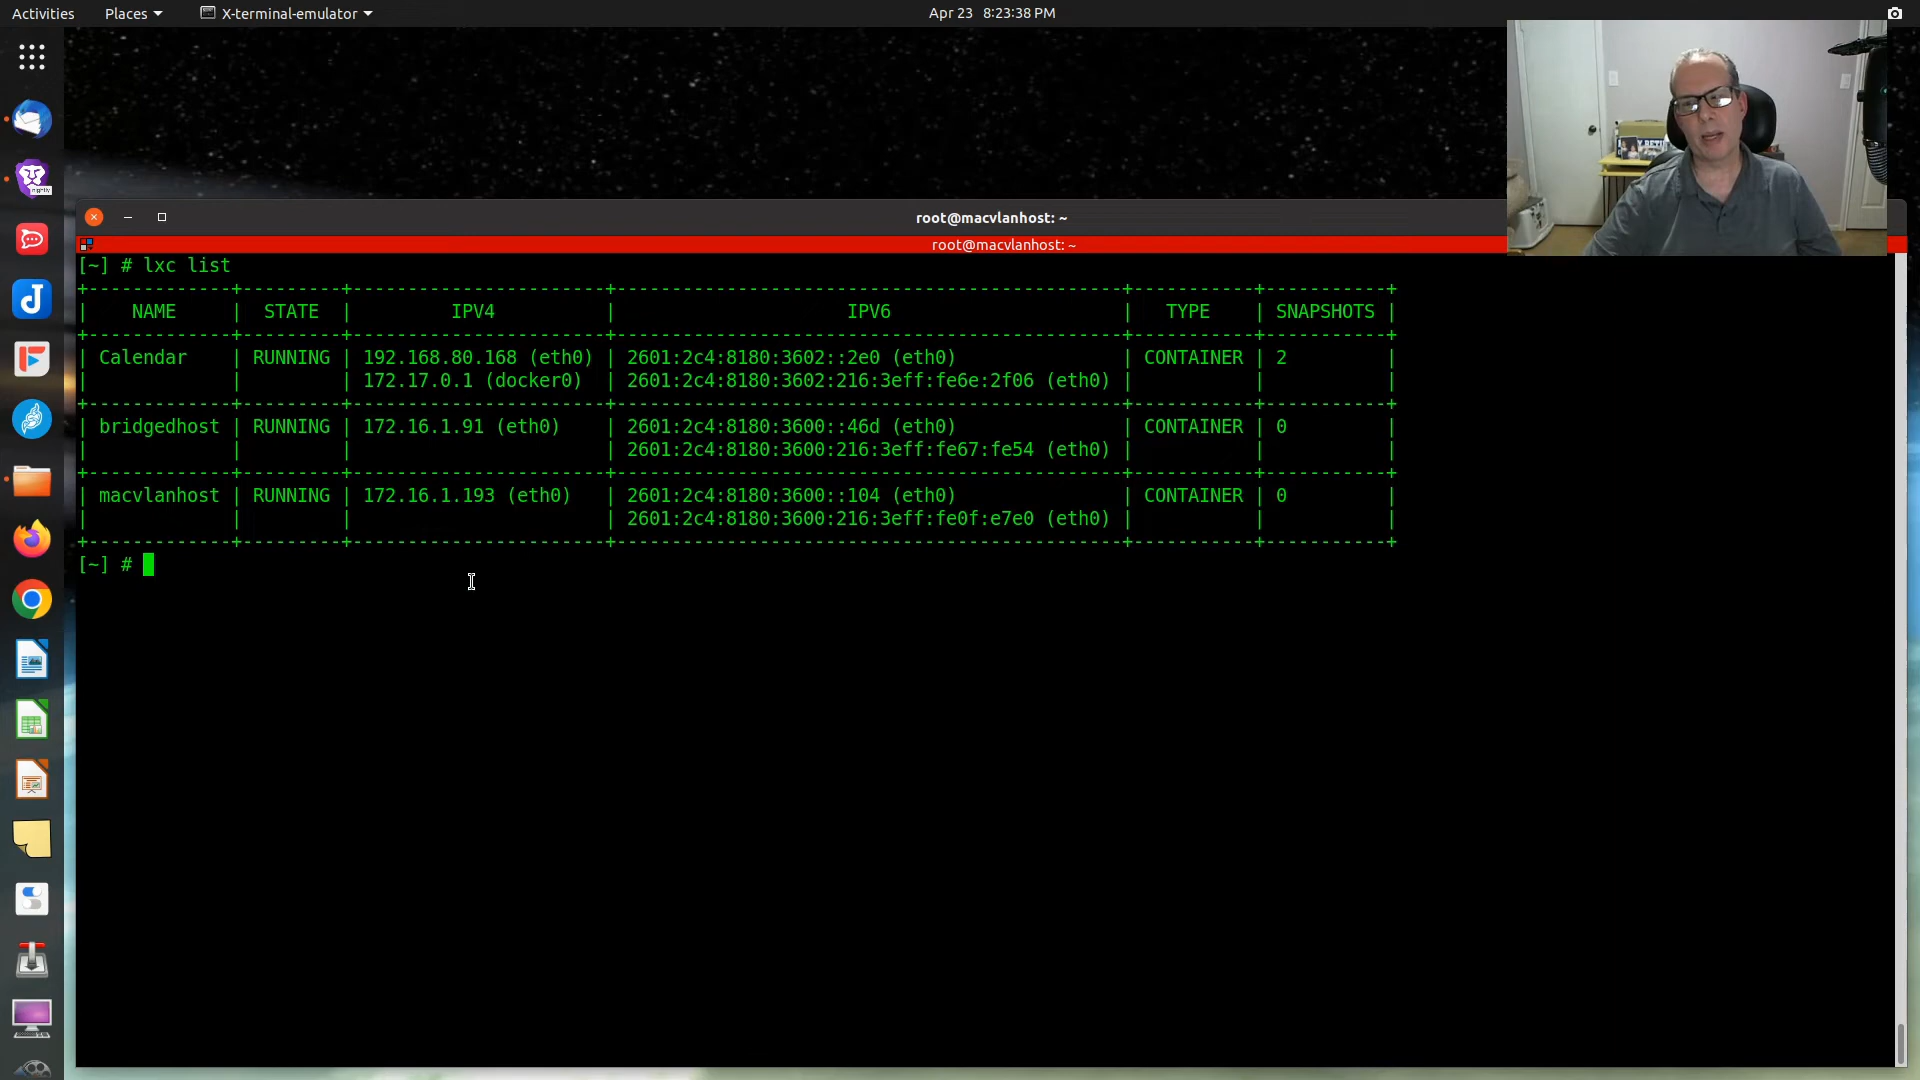 Activities Places X-terminal-emulator Apr 23 8:23:38 PM
root@macvlanhost: ~
root@macvlanhost: ~
[~] # lxc list
+-------------+---------+------------------------+-----------------------------------------------+-----------+-----------+
| NAME | STATE | IPV4 | IPV6 | TYPE | SNAPSHOTS |
+-------------+---------+------------------------+-----------------------------------------------+-----------+-----------+
| Calendar | RUNNING | 192.168.80.168 (eth0) | 2601:2c4:8180:3602::2e0 (eth0) | CONTAINER | 2 |
| | | 172.17.0.1 (docker0) | 2601:2c4:8180:3602:216:3eff:fe6e:2f06 (eth0) | | |
+-------------+---------+------------------------+-----------------------------------------------+-----------+-----------+
| bridgedhost | RUNNING | 172.16.1.91 (eth0) | 2601:2c4:8180:3600::46d (eth0) | CONTAINER | 0 |
| | | | 2601:2c4:8180:3600:216:3eff:fe67:fe54 (eth0) | | |
+-------------+---------+------------------------+-----------------------------------------------+-----------+-----------+
| macvlanhost | RUNNING | 172.16.1.193 (eth0) | 2601:2c4:8180:3600::104 (eth0) | CONTAINER | 0 |
| | | | 2601:2c4:8180:3600:216:3eff:fe0f:e7e0 (eth0) | | |
+-------------+---------+------------------------+-----------------------------------------------+-----------+-----------+
[~] #